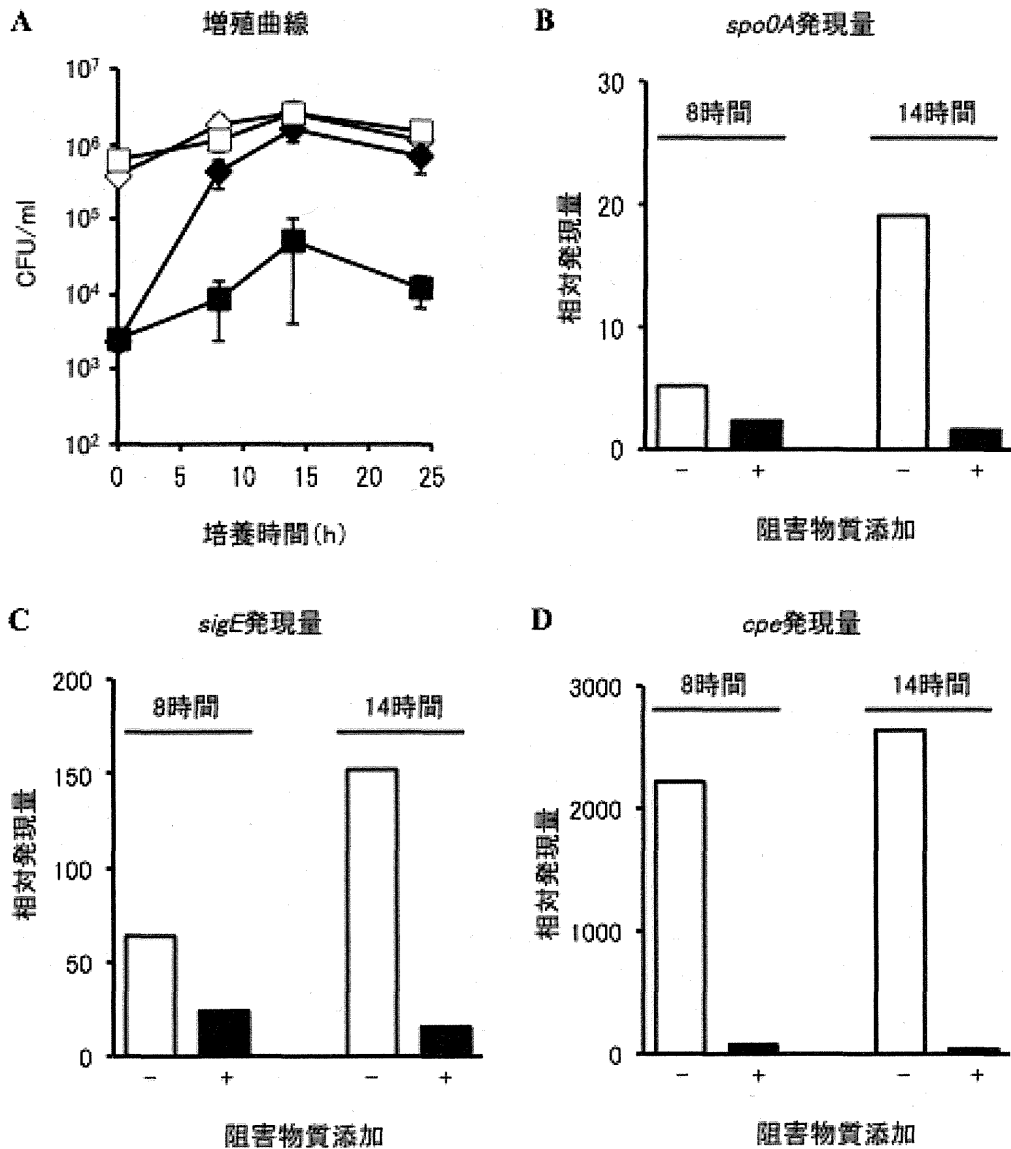 A
増殖曲線
10⁷
10⁶
10⁵
10⁴
10³
10²
CFU/ml
0 5 10 15 20 25
培養時間(h)
B
spo0A発現量
30
20
10
0
相対発現量
8時間
14時間
- + - +
阻害物質添加
C
sigE発現量
200
150
100
50
0
相対発現量
8時間
14時間
- + - +
阻害物質添加
D
cpe発現量
3000
2000
1000
0
相対発現量
8時間
14時間
- + - +
阻害物質添加